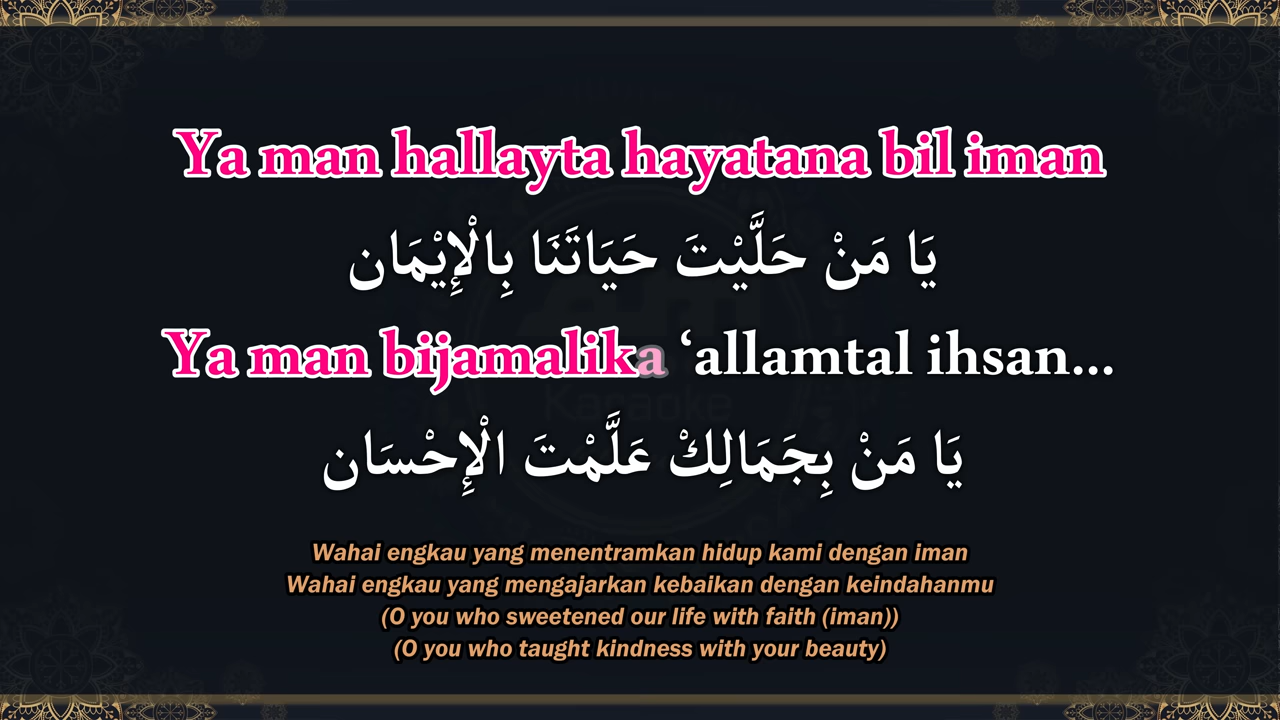 Ya man hallayta hayatana bil iman
يَا مَنْ حَلَّيْتَ حَيَاتَنَا بِالْإِيْمَان
Ya man bijamalika ‘allamtal ihsan...
يَا مَنْ بِجَمَالِكْ عَلَّمْتَ الْإِحْسَان
Karaoke
Wahai engkau yang menentramkan hidup kami dengan iman
Wahai engkau yang mengajarkan kebaikan dengan keindahanmu
(O you who sweetened our life with faith (iman))
(O you who taught kindness with your beauty)